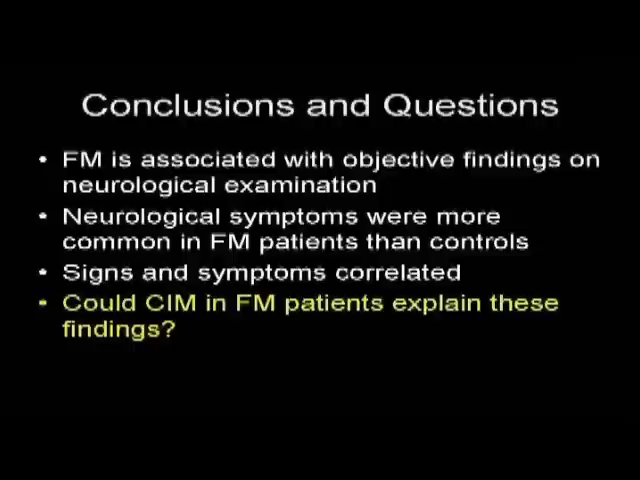 Conclusions and Questions
• FM is associated with objective findings on
neurological examination
• Neurological symptoms were more
common in FM patients than controls
• Signs and symptoms correlated
• Could CIM in FM patients explain these
findings?